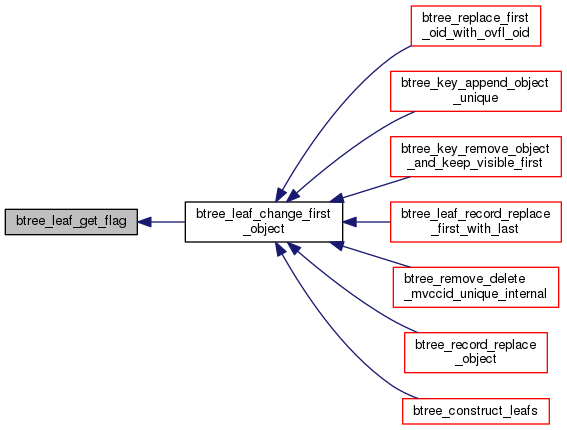 btree_replace_first
_oid_with_ovfl_oid
btree_key_append_object
_unique
btree_key_remove_object
_and_keep_visible_first
btree_leaf_get_flag
btree_leaf_change_first
_object
btree_leaf_record_replace
_first_with_last
btree_remove_delete
_mvccid_unique_internal
btree_record_replace
_object
btree_construct_leafs